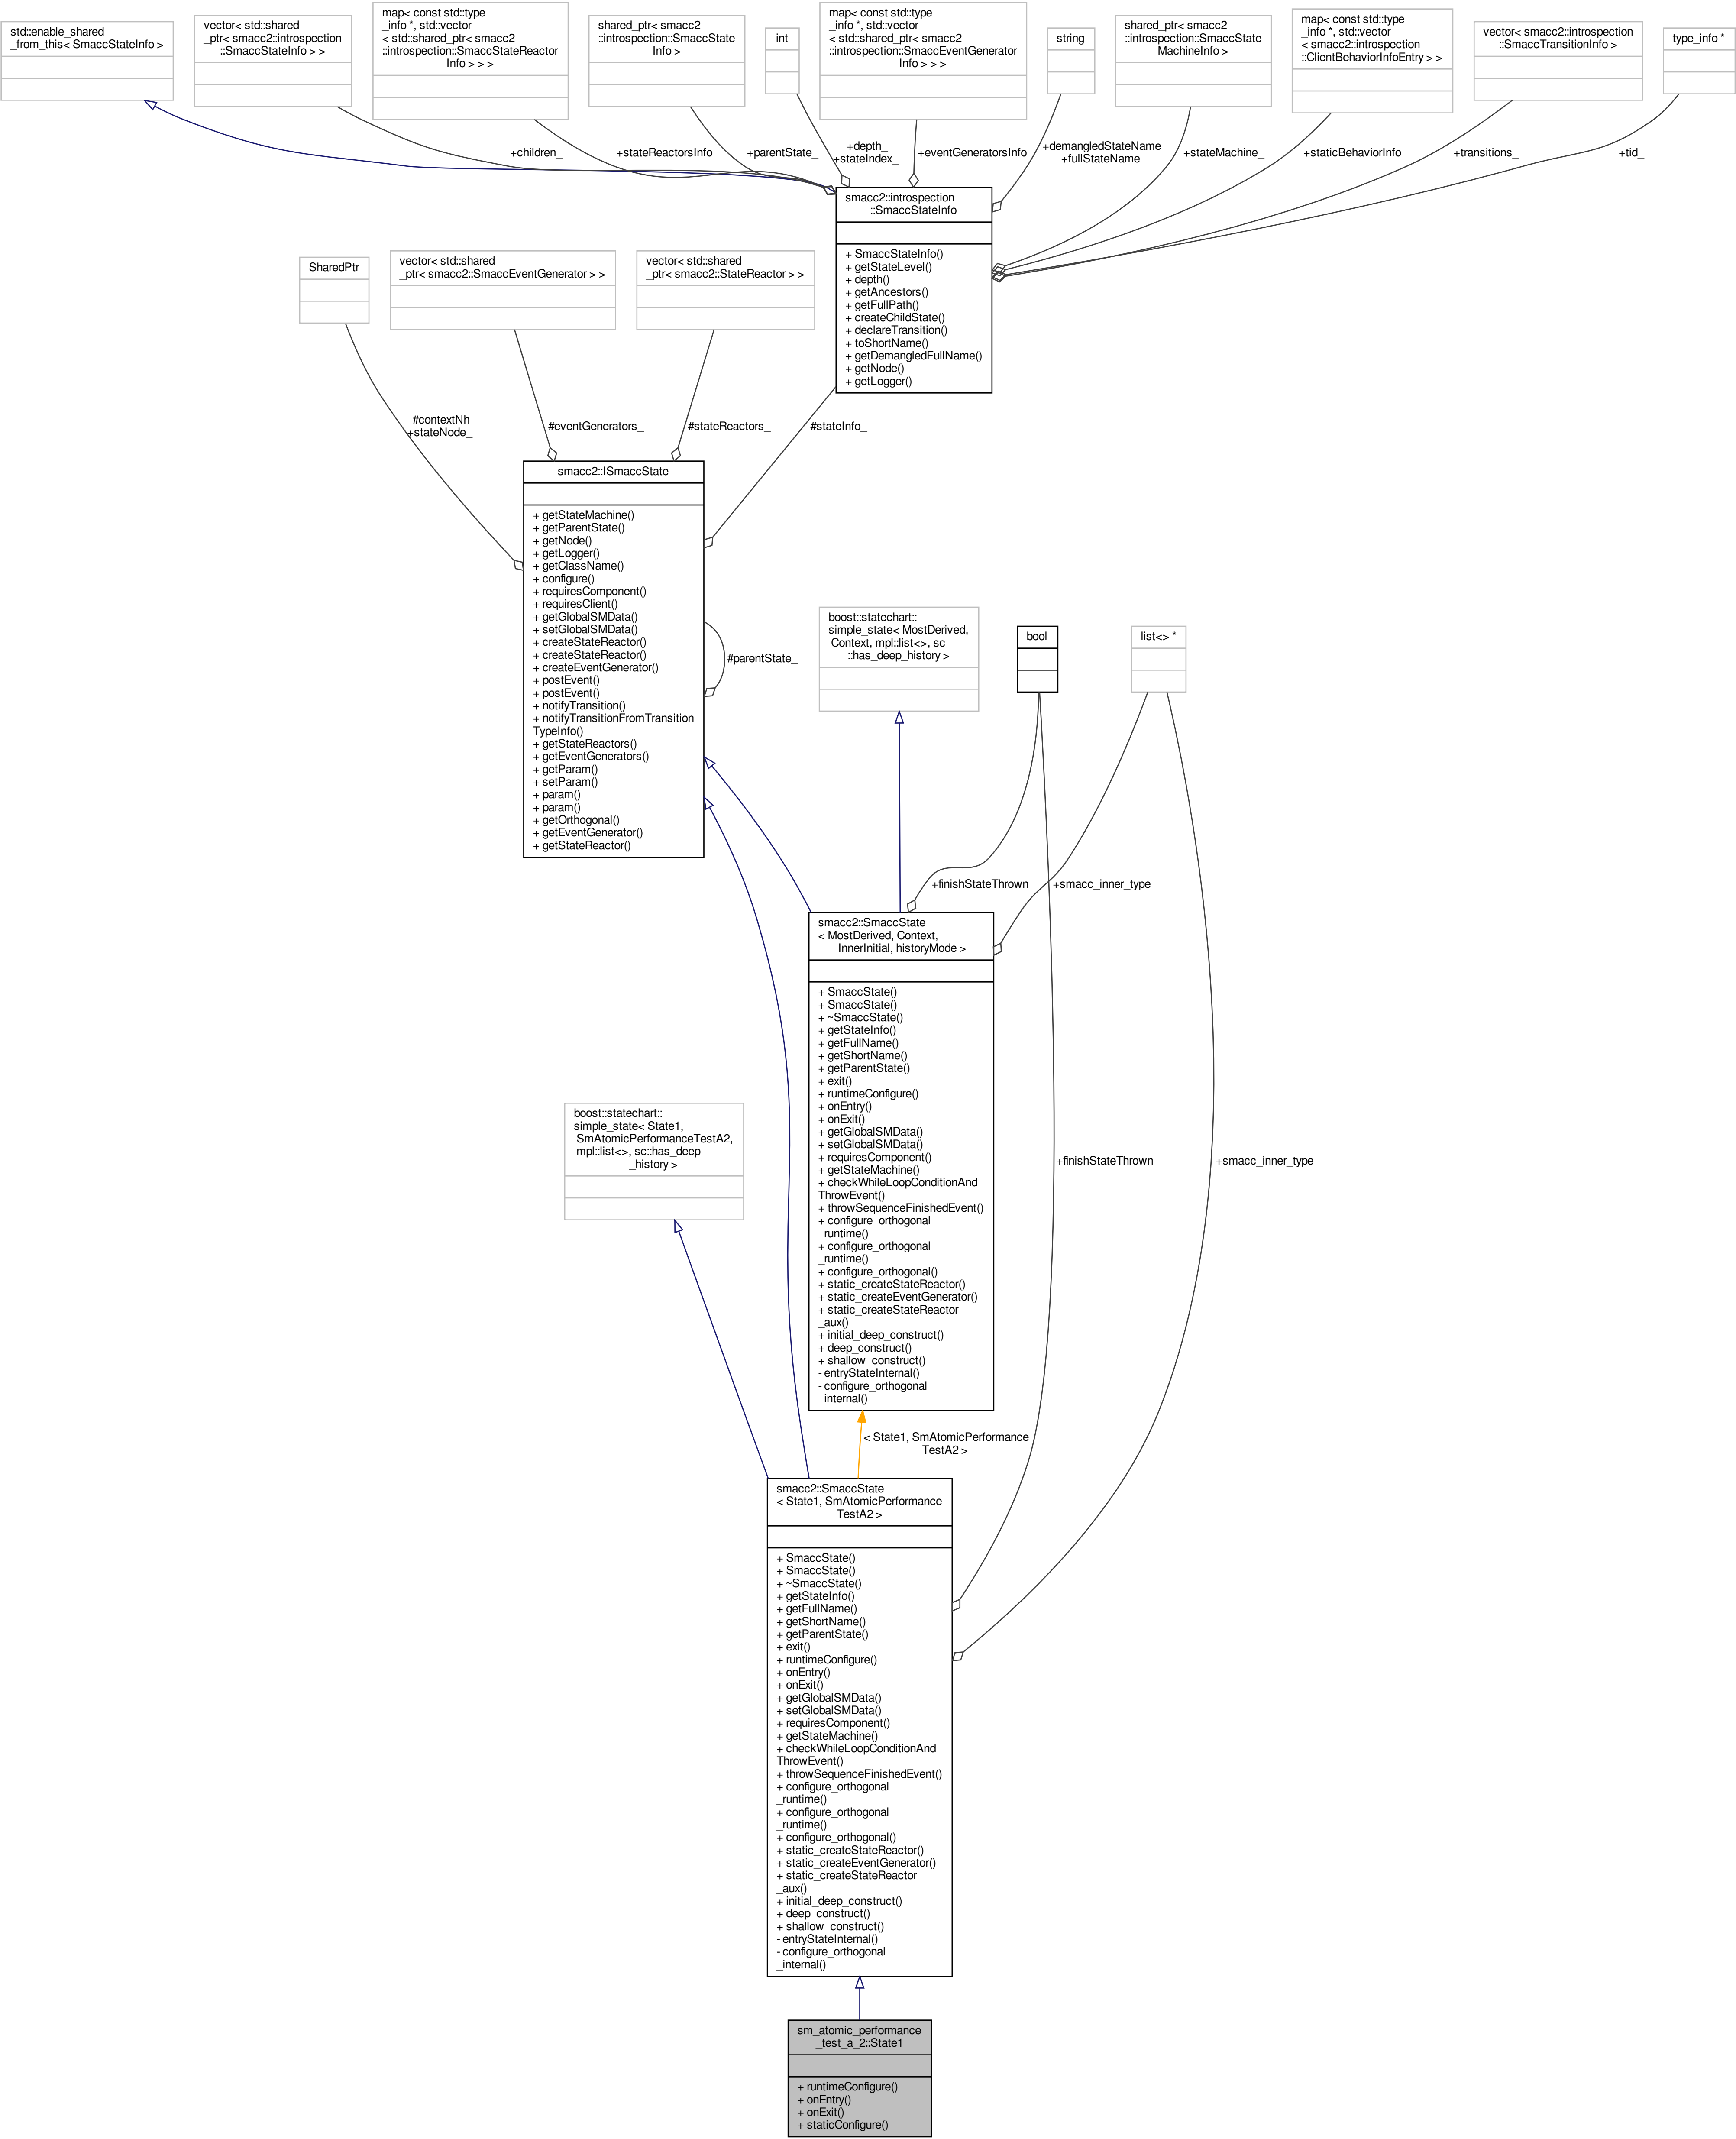 std::enable_shared
_from_this< SmaccStateInfo >
vector< std::shared
_ptr< smacc2::introspection
::SmaccStateInfo > >
map< const std::type
_info *, std::vector
< std::shared_ptr< smacc2
::introspection::SmaccStateReactor
Info > > >
shared_ptr< smacc2
::introspection::SmaccState
Info >
int
map< const std::type
_info *, std::vector
< std::shared_ptr< smacc2
::introspection::SmaccEventGenerator
Info > > >
string
shared_ptr< smacc2
::introspection::SmaccState
MachineInfo >
map< const std::type
_info *, std::vector
< smacc2::introspection
::ClientBehaviorInfoEntry > >
vector< smacc2::introspection
::SmaccTransitionInfo >
type_info *
+children_
+stateReactorsInfo
+parentState_
+depth_
+stateIndex_
+eventGeneratorsInfo
+demangledStateName
+fullStateName
+stateMachine_
+staticBehaviorInfo
+transitions_
+tid_
smacc2::introspection
::SmaccStateInfo
+ SmaccStateInfo()
+ getStateLevel()
+ depth()
+ getAncestors()
+ getFullPath()
+ createChildState()
+ declareTransition()
+ toShortName()
+ getDemangledFullName()
+ getNode()
+ getLogger()
SharedPtr
vector< std::shared
_ptr< smacc2::SmaccEventGenerator > >
vector< std::shared
_ptr< smacc2::StateReactor > >
#contextNh
+stateNode_
#eventGenerators_
#stateReactors_
#stateInfo_
smacc2::ISmaccState
+ getStateMachine()
+ getParentState()
+ getNode()
+ getLogger()
+ getClassName()
+ configure()
+ requiresComponent()
+ requiresClient()
+ getGlobalSMData()
+ setGlobalSMData()
+ createStateReactor()
+ createStateReactor()
+ createEventGenerator()
+ postEvent()
+ postEvent()
+ notifyTransition()
+ notifyTransitionFromTransition
TypeInfo()
+ getStateReactors()
+ getEventGenerators()
+ getParam()
+ setParam()
+ param()
+ param()
+ getOrthogonal()
+ getEventGenerator()
+ getStateReactor()
#parentState_
boost::statechart::
simple_state< MostDerived,
Context, mpl::list<>, sc
::has_deep_history >
bool
list<> *
+finishStateThrown
+smacc_inner_type
smacc2::SmaccState
< MostDerived, Context,
InnerInitial, historyMode >
+ SmaccState()
+ SmaccState()
+ ~SmaccState()
+ getStateInfo()
+ getFullName()
+ getShortName()
+ getParentState()
+ exit()
+ runtimeConfigure()
+ onEntry()
+ onExit()
+ getGlobalSMData()
+ setGlobalSMData()
+ requiresComponent()
+ getStateMachine()
+ checkWhileLoopConditionAnd
ThrowEvent()
+ throwSequenceFinishedEvent()
+ configure_orthogonal
_runtime()
+ configure_orthogonal
_runtime()
+ configure_orthogonal()
+ static_createStateReactor()
+ static_createEventGenerator()
+ static_createStateReactor
_aux()
+ initial_deep_construct()
+ deep_construct()
+ shallow_construct()
- entryStateInternal()
- configure_orthogonal
_internal()
boost::statechart::
simple_state< State1,
SmAtomicPerformanceTestA2,
mpl::list<>, sc::has_deep
_history >
+finishStateThrown
+smacc_inner_type
< State1, SmAtomicPerformance
TestA2 >
smacc2::SmaccState
< State1, SmAtomicPerformance
TestA2 >
+ SmaccState()
+ SmaccState()
+ ~SmaccState()
+ getStateInfo()
+ getFullName()
+ getShortName()
+ getParentState()
+ exit()
+ runtimeConfigure()
+ onEntry()
+ onExit()
+ getGlobalSMData()
+ setGlobalSMData()
+ requiresComponent()
+ getStateMachine()
+ checkWhileLoopConditionAnd
ThrowEvent()
+ throwSequenceFinishedEvent()
+ configure_orthogonal
_runtime()
+ configure_orthogonal
_runtime()
+ configure_orthogonal()
+ static_createStateReactor()
+ static_createEventGenerator()
+ static_createStateReactor
_aux()
+ initial_deep_construct()
+ deep_construct()
+ shallow_construct()
- entryStateInternal()
- configure_orthogonal
_internal()
sm_atomic_performance
_test_a_2::State1
+ runtimeConfigure()
+ onEntry()
+ onExit()
+ staticConfigure()